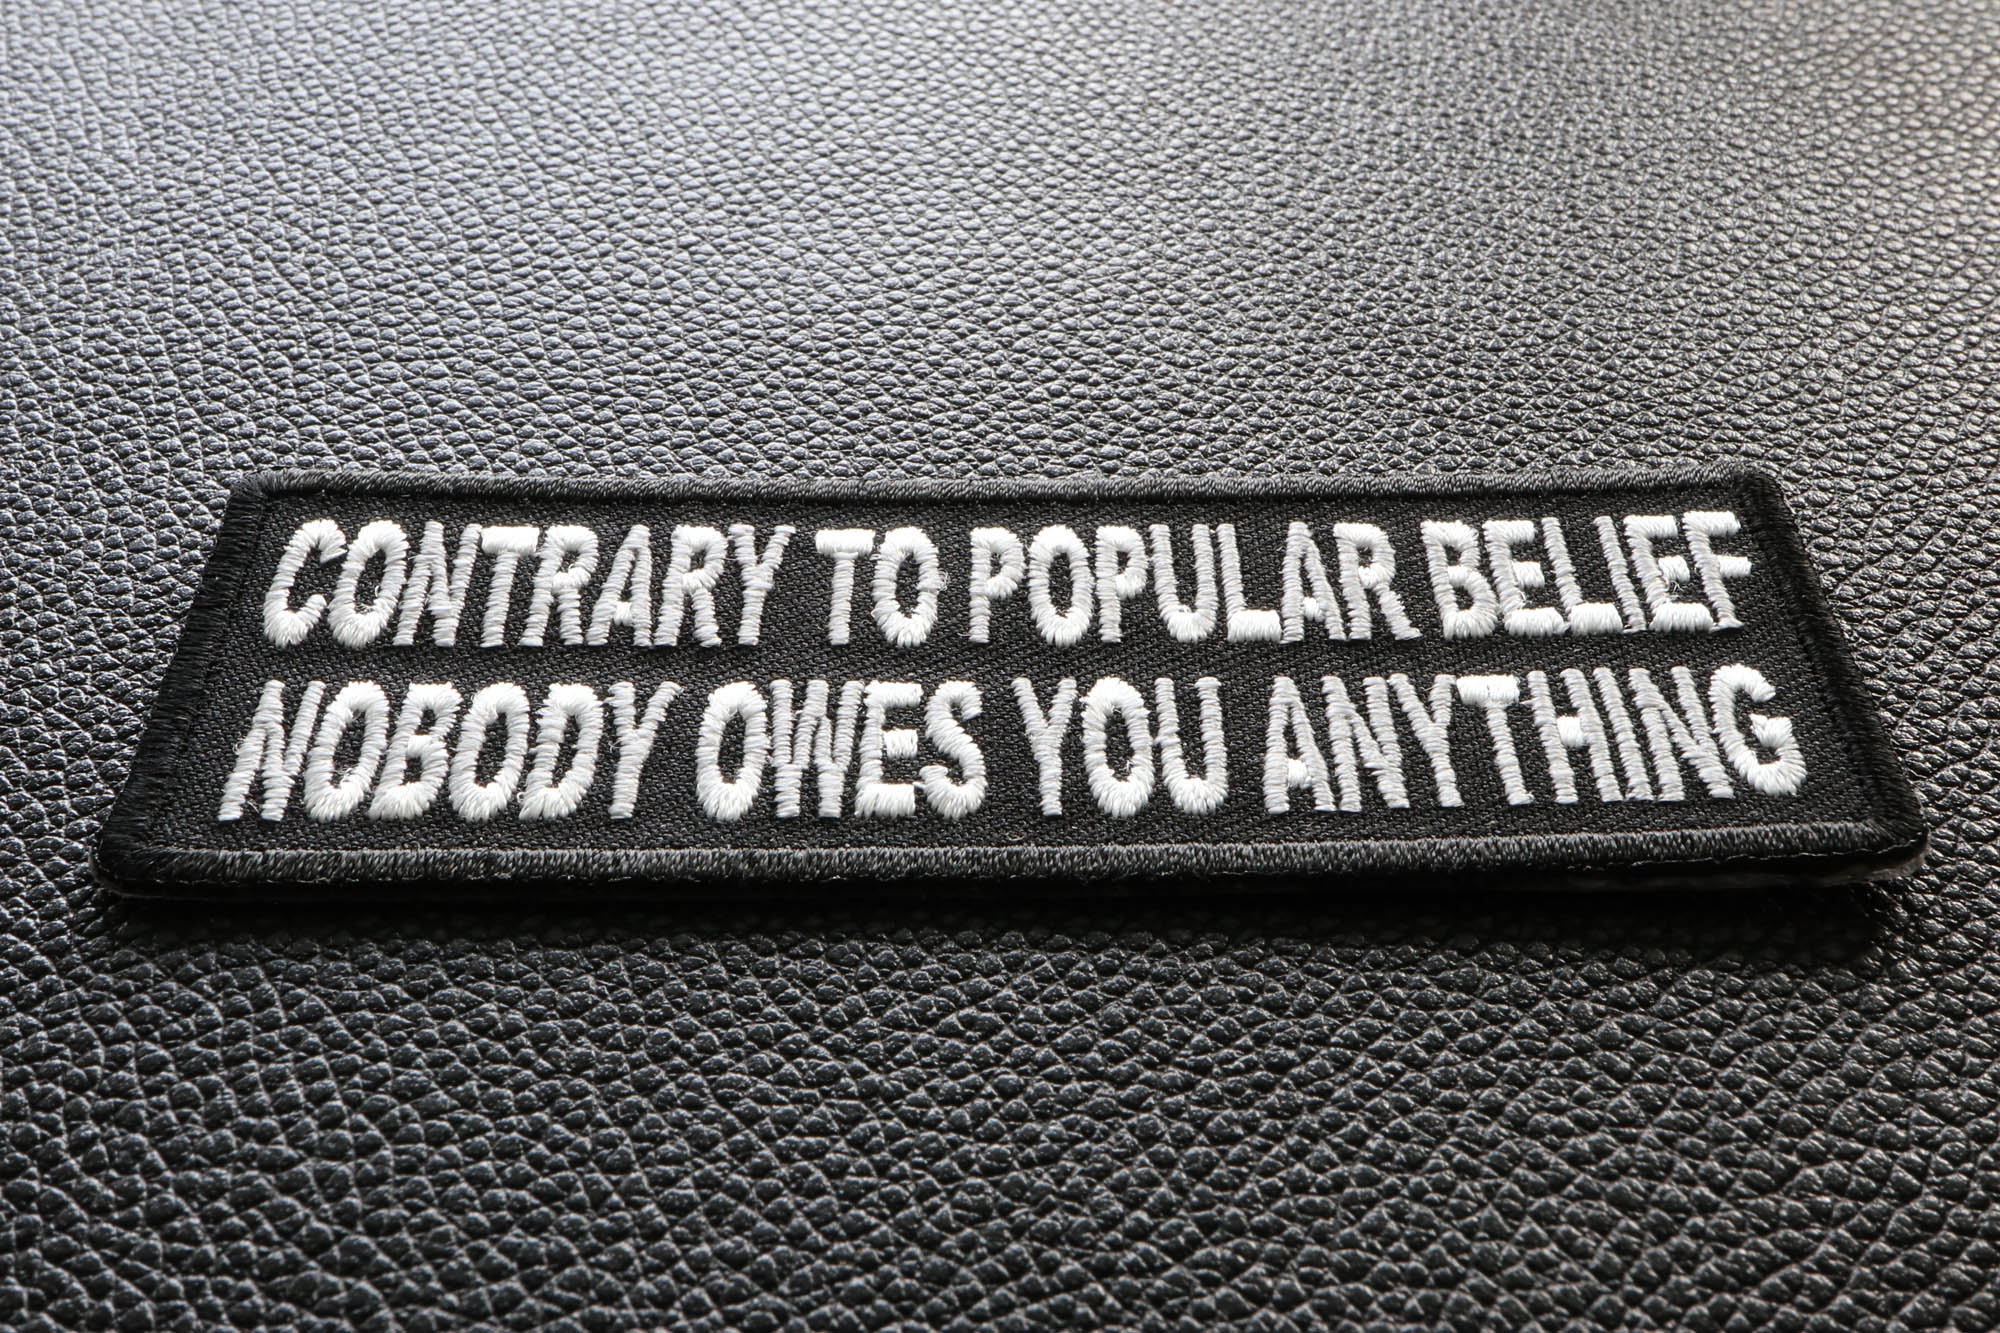 CONTRARY TO POPULAR BELIEF
NOBODY OWES YOU ANYTHING